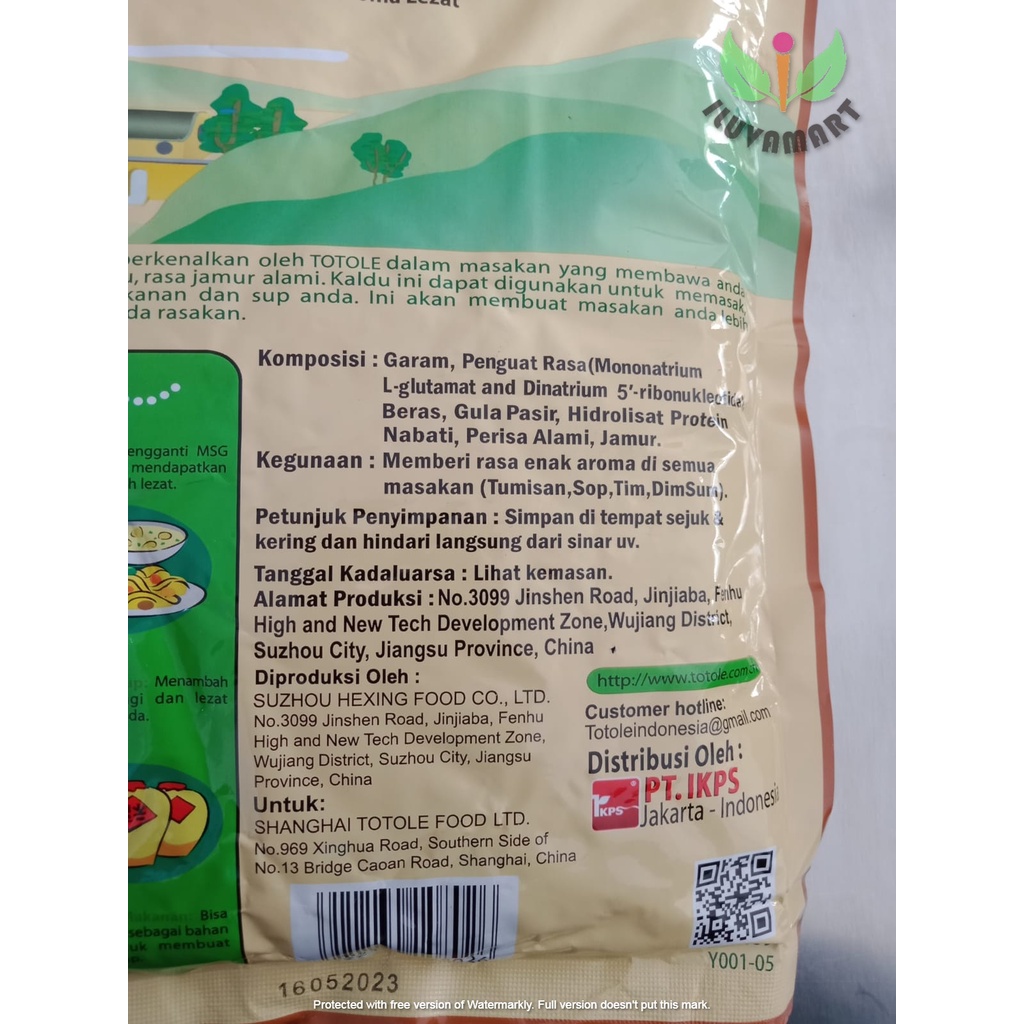 Lezat
ILUVAMART
perkenalkan oleh TOTOLE dalam masakan yang membawa anda
rasa jamur alami. Kaldu ini dapat digunakan untuk memasak,
kanan dan sup anda. Ini akan membuat masakan anda lebih
da rasakan.
Komposisi : Garam, Penguat Rasa(Mononatrium
L-glutamat and Dinatrium 5'-ribonukleotida)
Beras, Gula Pasir, Hidrolisat Protein
Nabati, Perisa Alami, Jamur.
engganti MSG
mendapatkan
h lezat.
Kegunaan : Memberi rasa enak aroma di semua
masakan (Tumisan,Sop,Tim,DimSum).
Petunjuk Penyimpanan : Simpan di tempat sejuk &
kering dan hindari langsung dari sinar uv.
Tanggal Kadaluarsa : Lihat kemasan.
Alamat Produksi : No.3099 Jinshen Road, Jinjiaba, Fenhu
High and New Tech Development Zone,Wujiang District,
Suzhou City, Jiangsu Province, China
Menambah
gi dan lezat
da.
Diproduksi Oleh :
SUZHOU HEXING FOOD CO., LTD.
No.3099 Jinshen Road, Jinjiaba, Fenhu
High and New Tech Development Zone,
Wujiang District, Suzhou City, Jiangsu
Province, China
Untuk:
SHANGHAI TOTOLE FOOD LTD.
No.969 Xinghua Road, Southern Side of
No.13 Bridge Caoan Road, Shanghai, China
http://www.totole.com
Customer hotline:
Totoleindonesia@gmail.com
Distribusi Oleh :
IKPS
PT. IKPS
Jakarta - Indonesia
Bisa
sebagai bahan
uk membuat
Y001-05
16052023
Protected with free version of Watermarkly. Full version doesn't put this mark.